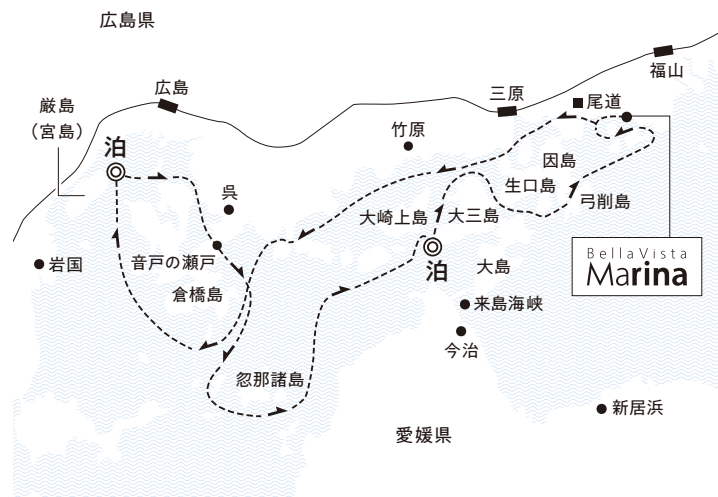 広島県
福山
広島
三原
尾道
厳島
（宮島）
竹原
泊
因島
生口島
呉
弓削島
大崎上島
大三島
BellaVista
Marina
音戸の瀬戸
岩国
泊
大島
倉橋島
来島海峡
今治
忽那諸島
新居浜
愛媛県